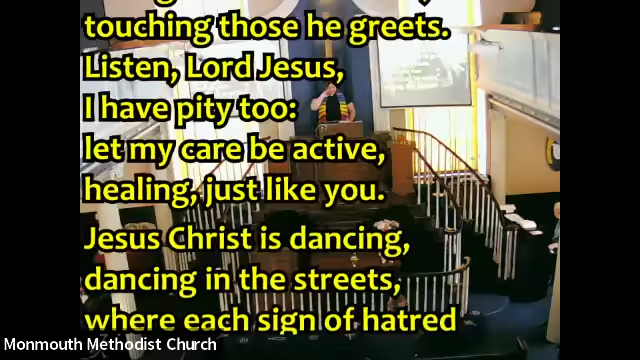 touching those he greets.
Listen, Lord Jesus,
I have pity too:
let my care be active,
healing, just like you.
Jesus Christ is dancing,
dancing in the streets,
where each sign of hatred
Monmouth Methodist Church